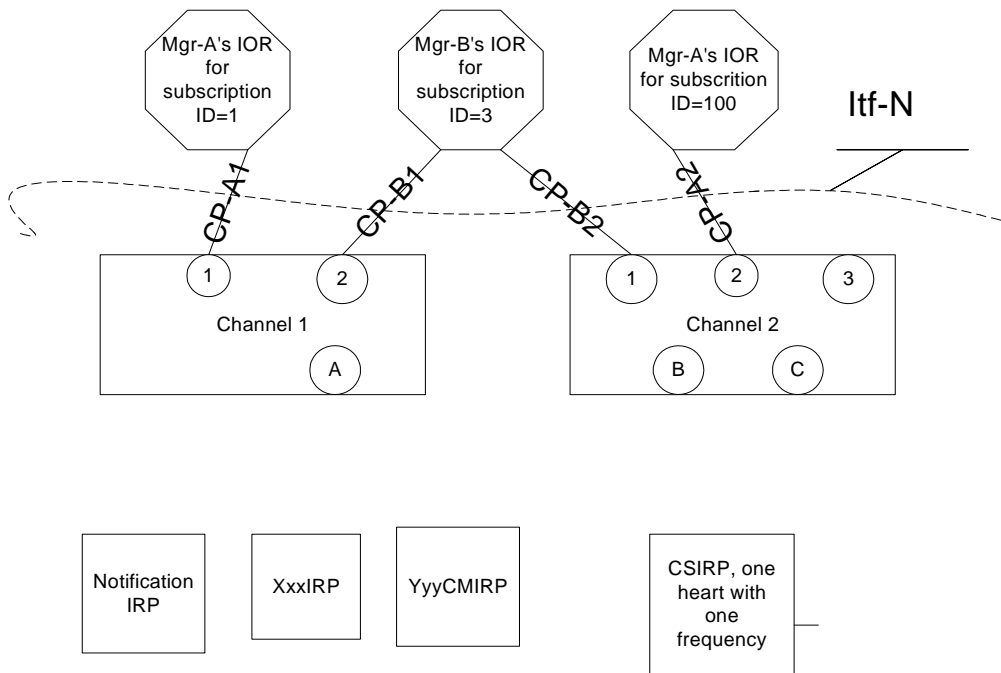 Mgr-A's IOR
for
subscription
ID=1
Mgr-B's IOR
for
subscription
ID=3
Mgr-A's IOR
for subscrition
ID=100
Itf-N
CP-A1
CP-B1
CP-B2
CP-A2
1
2
Channel 1
A
1
2
3
Channel 2
B
C
Notification
IRP
XxxIRP
YyyCMIRP
CSIRP, one
heart with
one
frequency